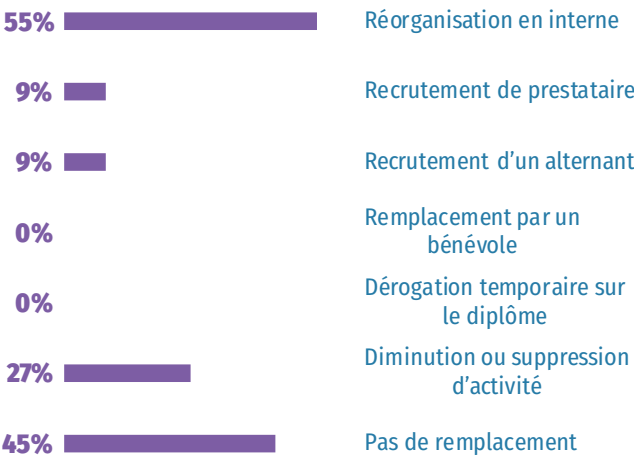 55% Réorganisation en interne
9% Recrutement de prestataire
9% Recrutement d'un alternant
0% Remplacement par un
bénévole
0% Dérogation temporaire sur
le diplôme
27% Diminution ou suppression
d'activité
45% Pas de remplacement